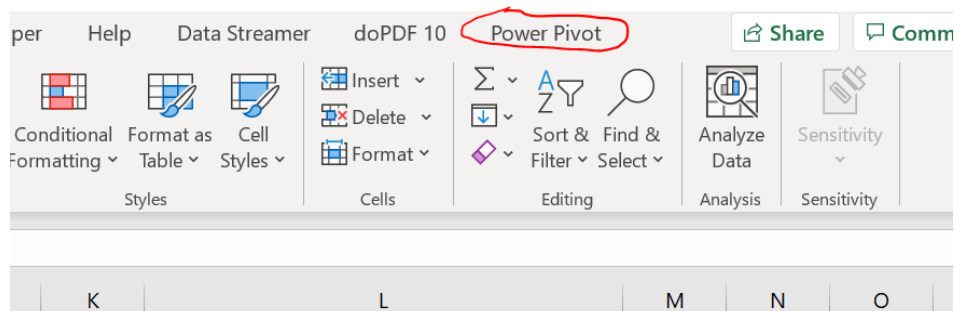 per Help Data Streamer doPDF 10 Power Pivot Share Comm
Insert
Delete
Format
Conditional Formatting
Format as Table
Cell Styles
Sort & Filter
Find & Select
Analyze Data
Sensitivity
Styles Cells Editing Analysis Sensitivity
K L M N O